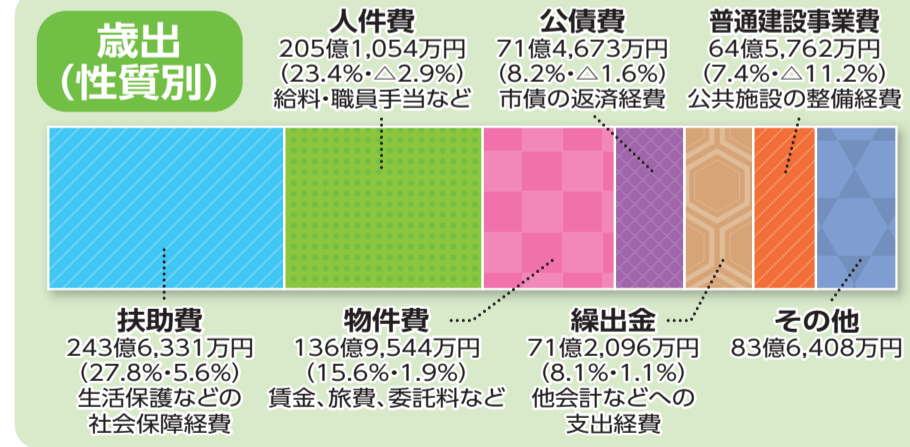 歳出
(性質別)
人件費
205億1,054万円
(23.4%・△2.9%)
給料・職員手当など
公債費
71億4,673万円
(8.2%・△1.6%)
市債の返済経費
普通建設事業費
64億5,762万円
(7.4%・△11.2%)
公共施設の整備経費
扶助費
243億6,331万円
(27.8%・5.6%)
生活保護などの
社会保障経費
物件費
136億9,544万円
(15.6%・1.9%)
賃金、旅費、委託料など
繰出金
71億2,096万円
(8.1%・1.1%)
他会計などへの
支出経費
その他
83億6,408万円